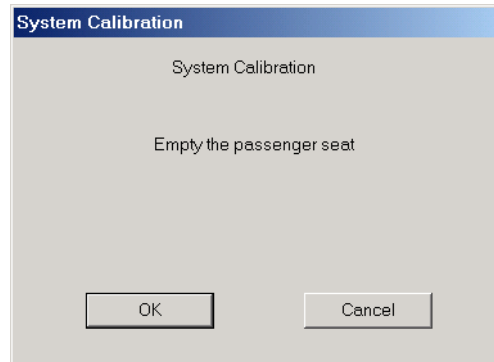 System Calibration
System Calibration
Empty the passenger seat
OK
Cancel